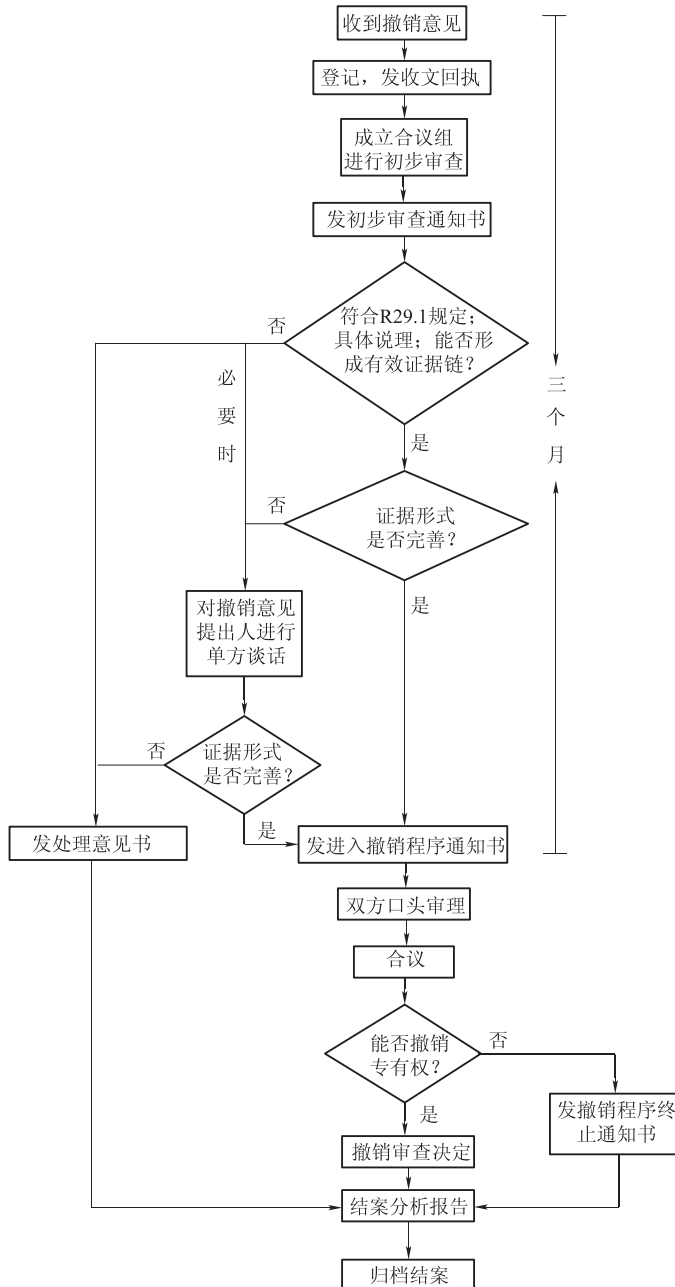 收到撤销意见
登记，发收文回执
成立合议组
进行初步审查
发初步审查通知书
符合R29.1规定；
具体说理；能否形
成有效证据链？
否
必
要
时
三
个
月
是
否
证据形式
是否完善？
是
对撤销意见
提出人进行
单方谈话
否
证据形式
是否完善？
是
发处理意见书
发进入撤销程序通知书
双方口头审理
合议
能否撤销
专有权？
否
是
发撤销程序终
止通知书
撤销审查决定
结案分析报告
归档结案